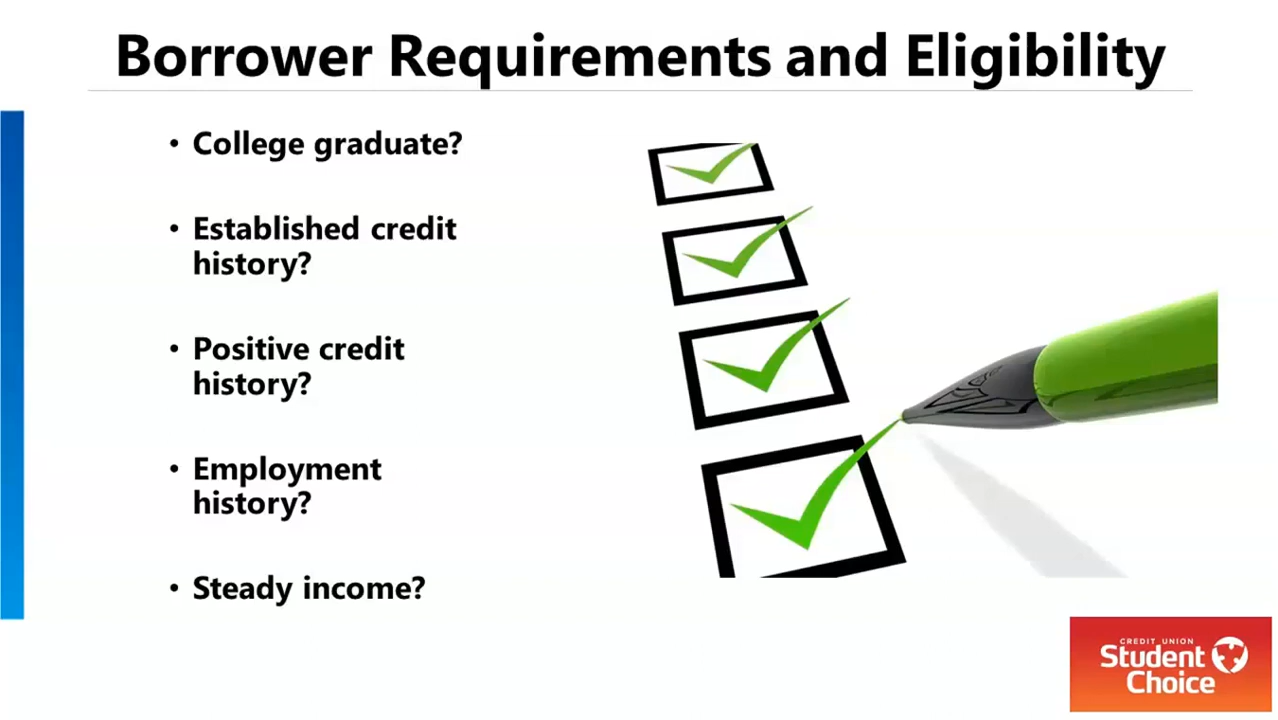 Borrower Requirements and Eligibility
• College graduate?
• Established credit
history?
• Positive credit
history?
• Employment
history?
• Steady income?
CREDIT UNION
Student
Choice